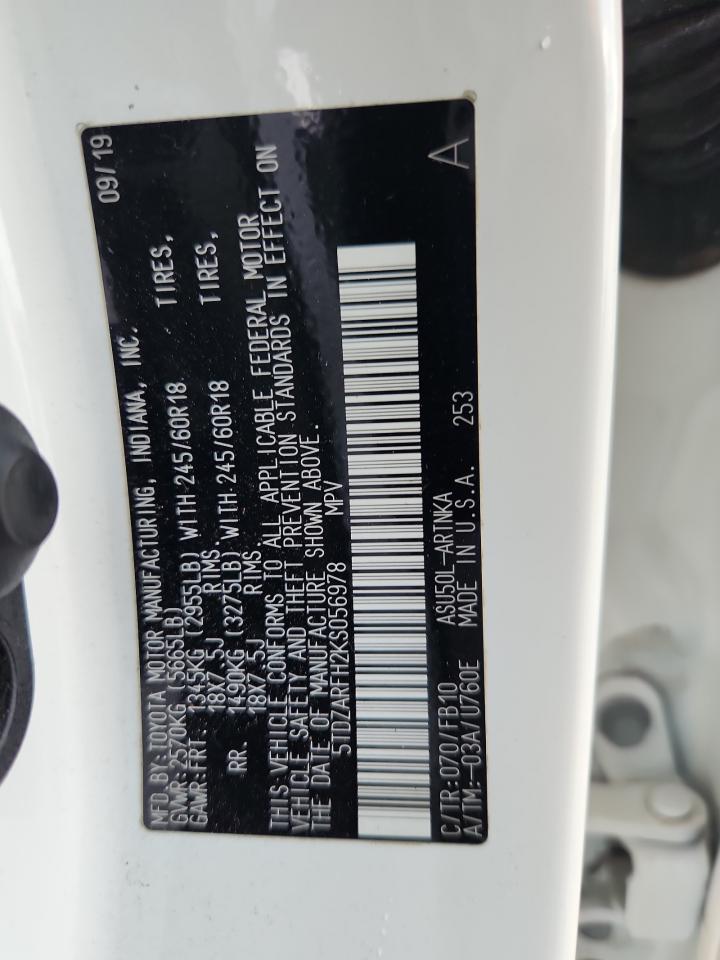 MFD BY: TOYOTA MOTOR MANUFACTURING, INDIANA, INC. 09/19
GVWR: 2570KG (5665LB)
GAWR: FRT. 1345KG (2955LB) WITH 245/60R18 TIRES,
18X7.5J RIMS
RR. 1490KG (3275LB) WITH 245/60R18 TIRES,
18X7.5J RIMS
THIS VEHICLE CONFORMS TO ALL APPLICABLE FEDERAL MOTOR
VEHICLE SAFETY AND THEFT PREVENTION STANDARDS IN EFFECT ON
THE DATE OF MANUFACTURE SHOWN ABOVE.
5TDZARFH2KS056978 MPV
A
C/TR: 070/FB10 ASU50L-ARTNKA
A/TM: -03A/U760E MADE IN U.S.A. 253